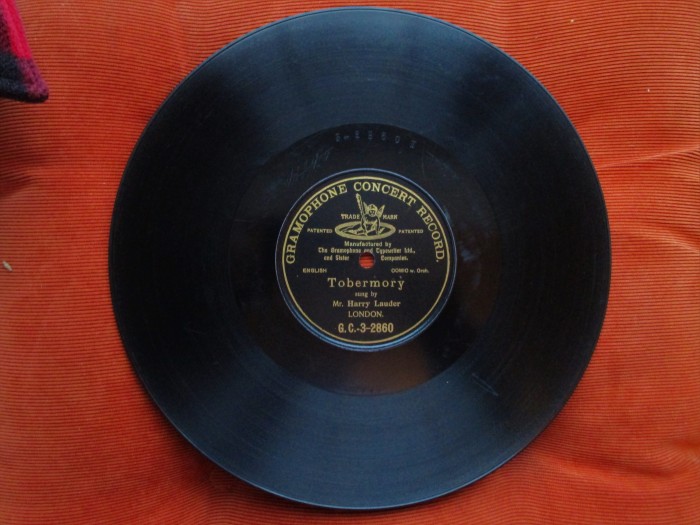 GRAMOPHONE CONCERT RECORD.
TRADE MARK
PATENTED PATENTED
Manufactured by
The Gramophone and Typewriter Ltd.,
and Sister Companies.
ENGLISH COMIC w. Orch.
Tobermory
sung by
Mr. Harry Lauder
LONDON.
G.C.-3-2860